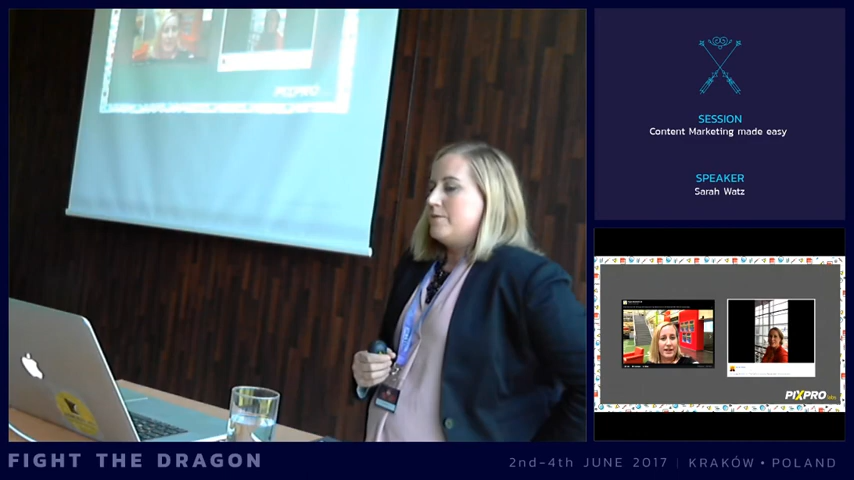 PIXPRO
SESSION
Content Marketing made easy
SPEAKER
Sarah Watz
PIXPRO
FIGHT THE DRAGON
2nd-4th JUNE 2017 | KRAKÓW • POLAND